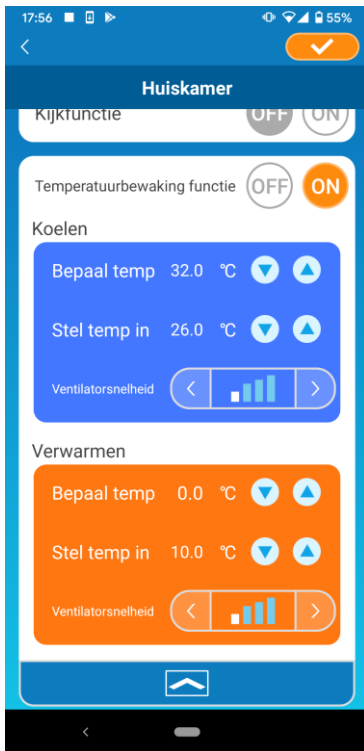 17:56 55%
Huiskamer
Kijkfunctie OFF ON
Temperatuurbewaking functie OFF ON
Koelen
Bepaal temp 32.0 °C
Stel temp in 26.0 °C
Ventilatorsnelheid
Verwarmen
Bepaal temp 0.0 °C
Stel temp in 10.0 °C
Ventilatorsnelheid